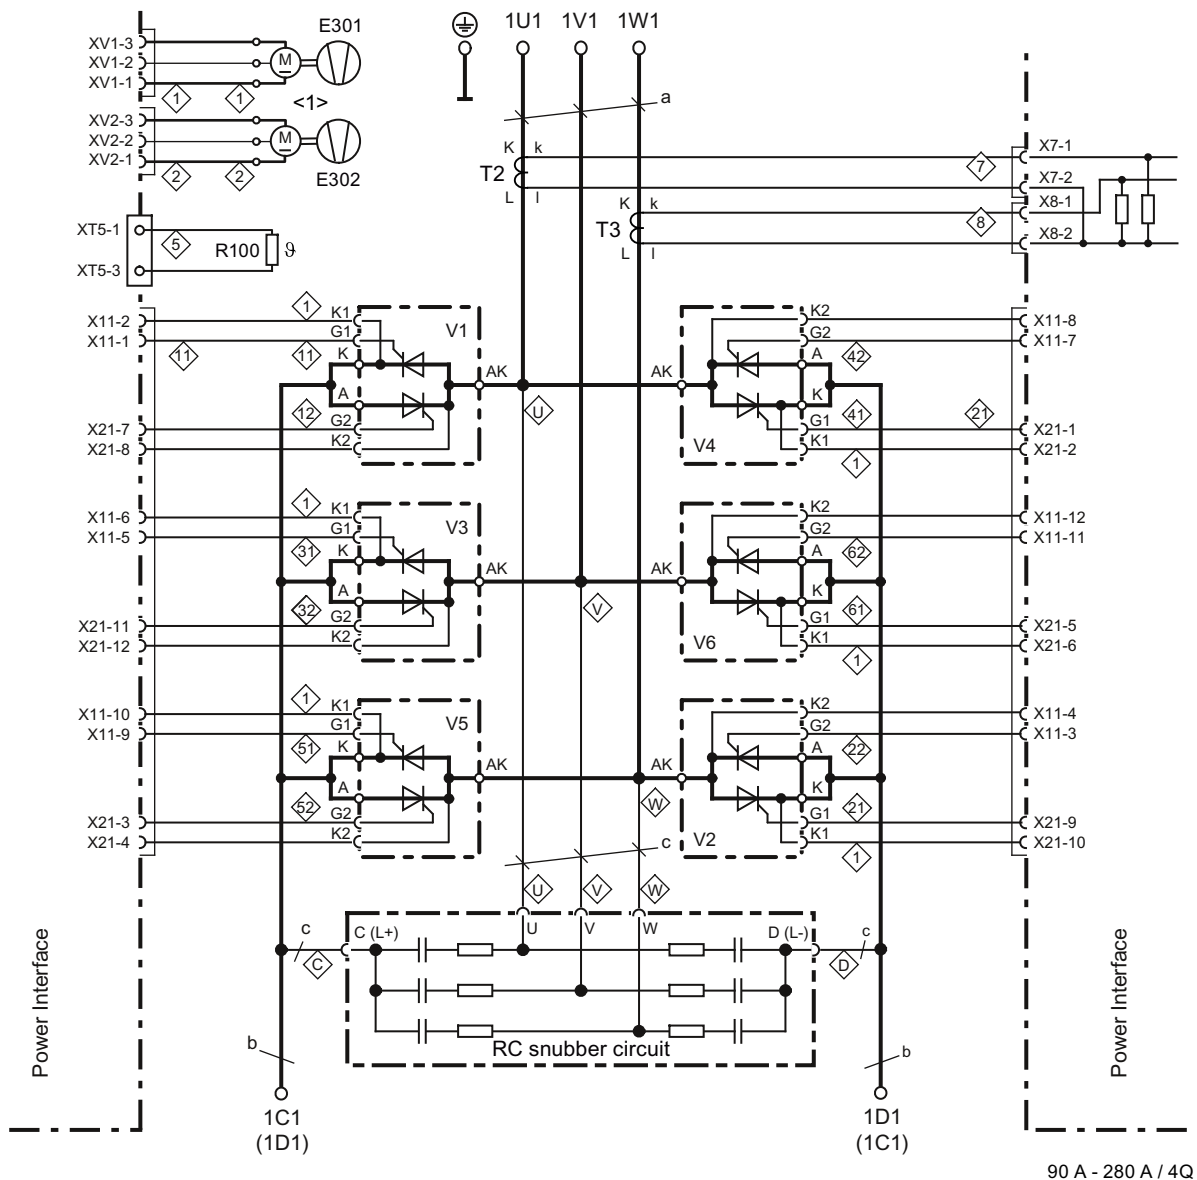 E301
1U1 1V1 1W1
XV1-3
XV1-2
XV1-1
M
1 1
<1>
a
XV2-3
XV2-2
XV2-1
M
2 2
E302
K k
T2
L l
7
X7-1
X7-2
K k
T3
L l
8
X8-1
X8-2
XT5-1
5
R100 ϑ
XT5-3
1
K1
X11-2
X11-1
11
11
G1
K
V1
A
12
G2
K2
X21-7
X21-8
AK
U
AK
V4
K2
G2
A
42
K
41
G1
K1
1
21
X11-8
X11-7
X21-1
X21-2
1
K1
X11-6
X11-5
G1
31
K
V3
A
32
G2
K2
X21-11
X21-12
AK
V
AK
V6
K2
G2
A
62
K
61
G1
K1
1
X11-12
X11-11
X21-5
X21-6
1
K1
X11-10
X11-9
G1
51
K
V5
A
52
G2
K2
X21-3
X21-4
AK
AK
W
V2
K2
G2
A
22
K
21
G1
K1
1
X11-4
X11-3
X21-9
X21-10
c
U V W
U V W
c
C
C (L+)
D (L-)
c
D
RC snubber circuit
Power Interface
Power Interface
b
b
1C1
(1D1)
1D1
(1C1)
90 A - 280 A / 4Q